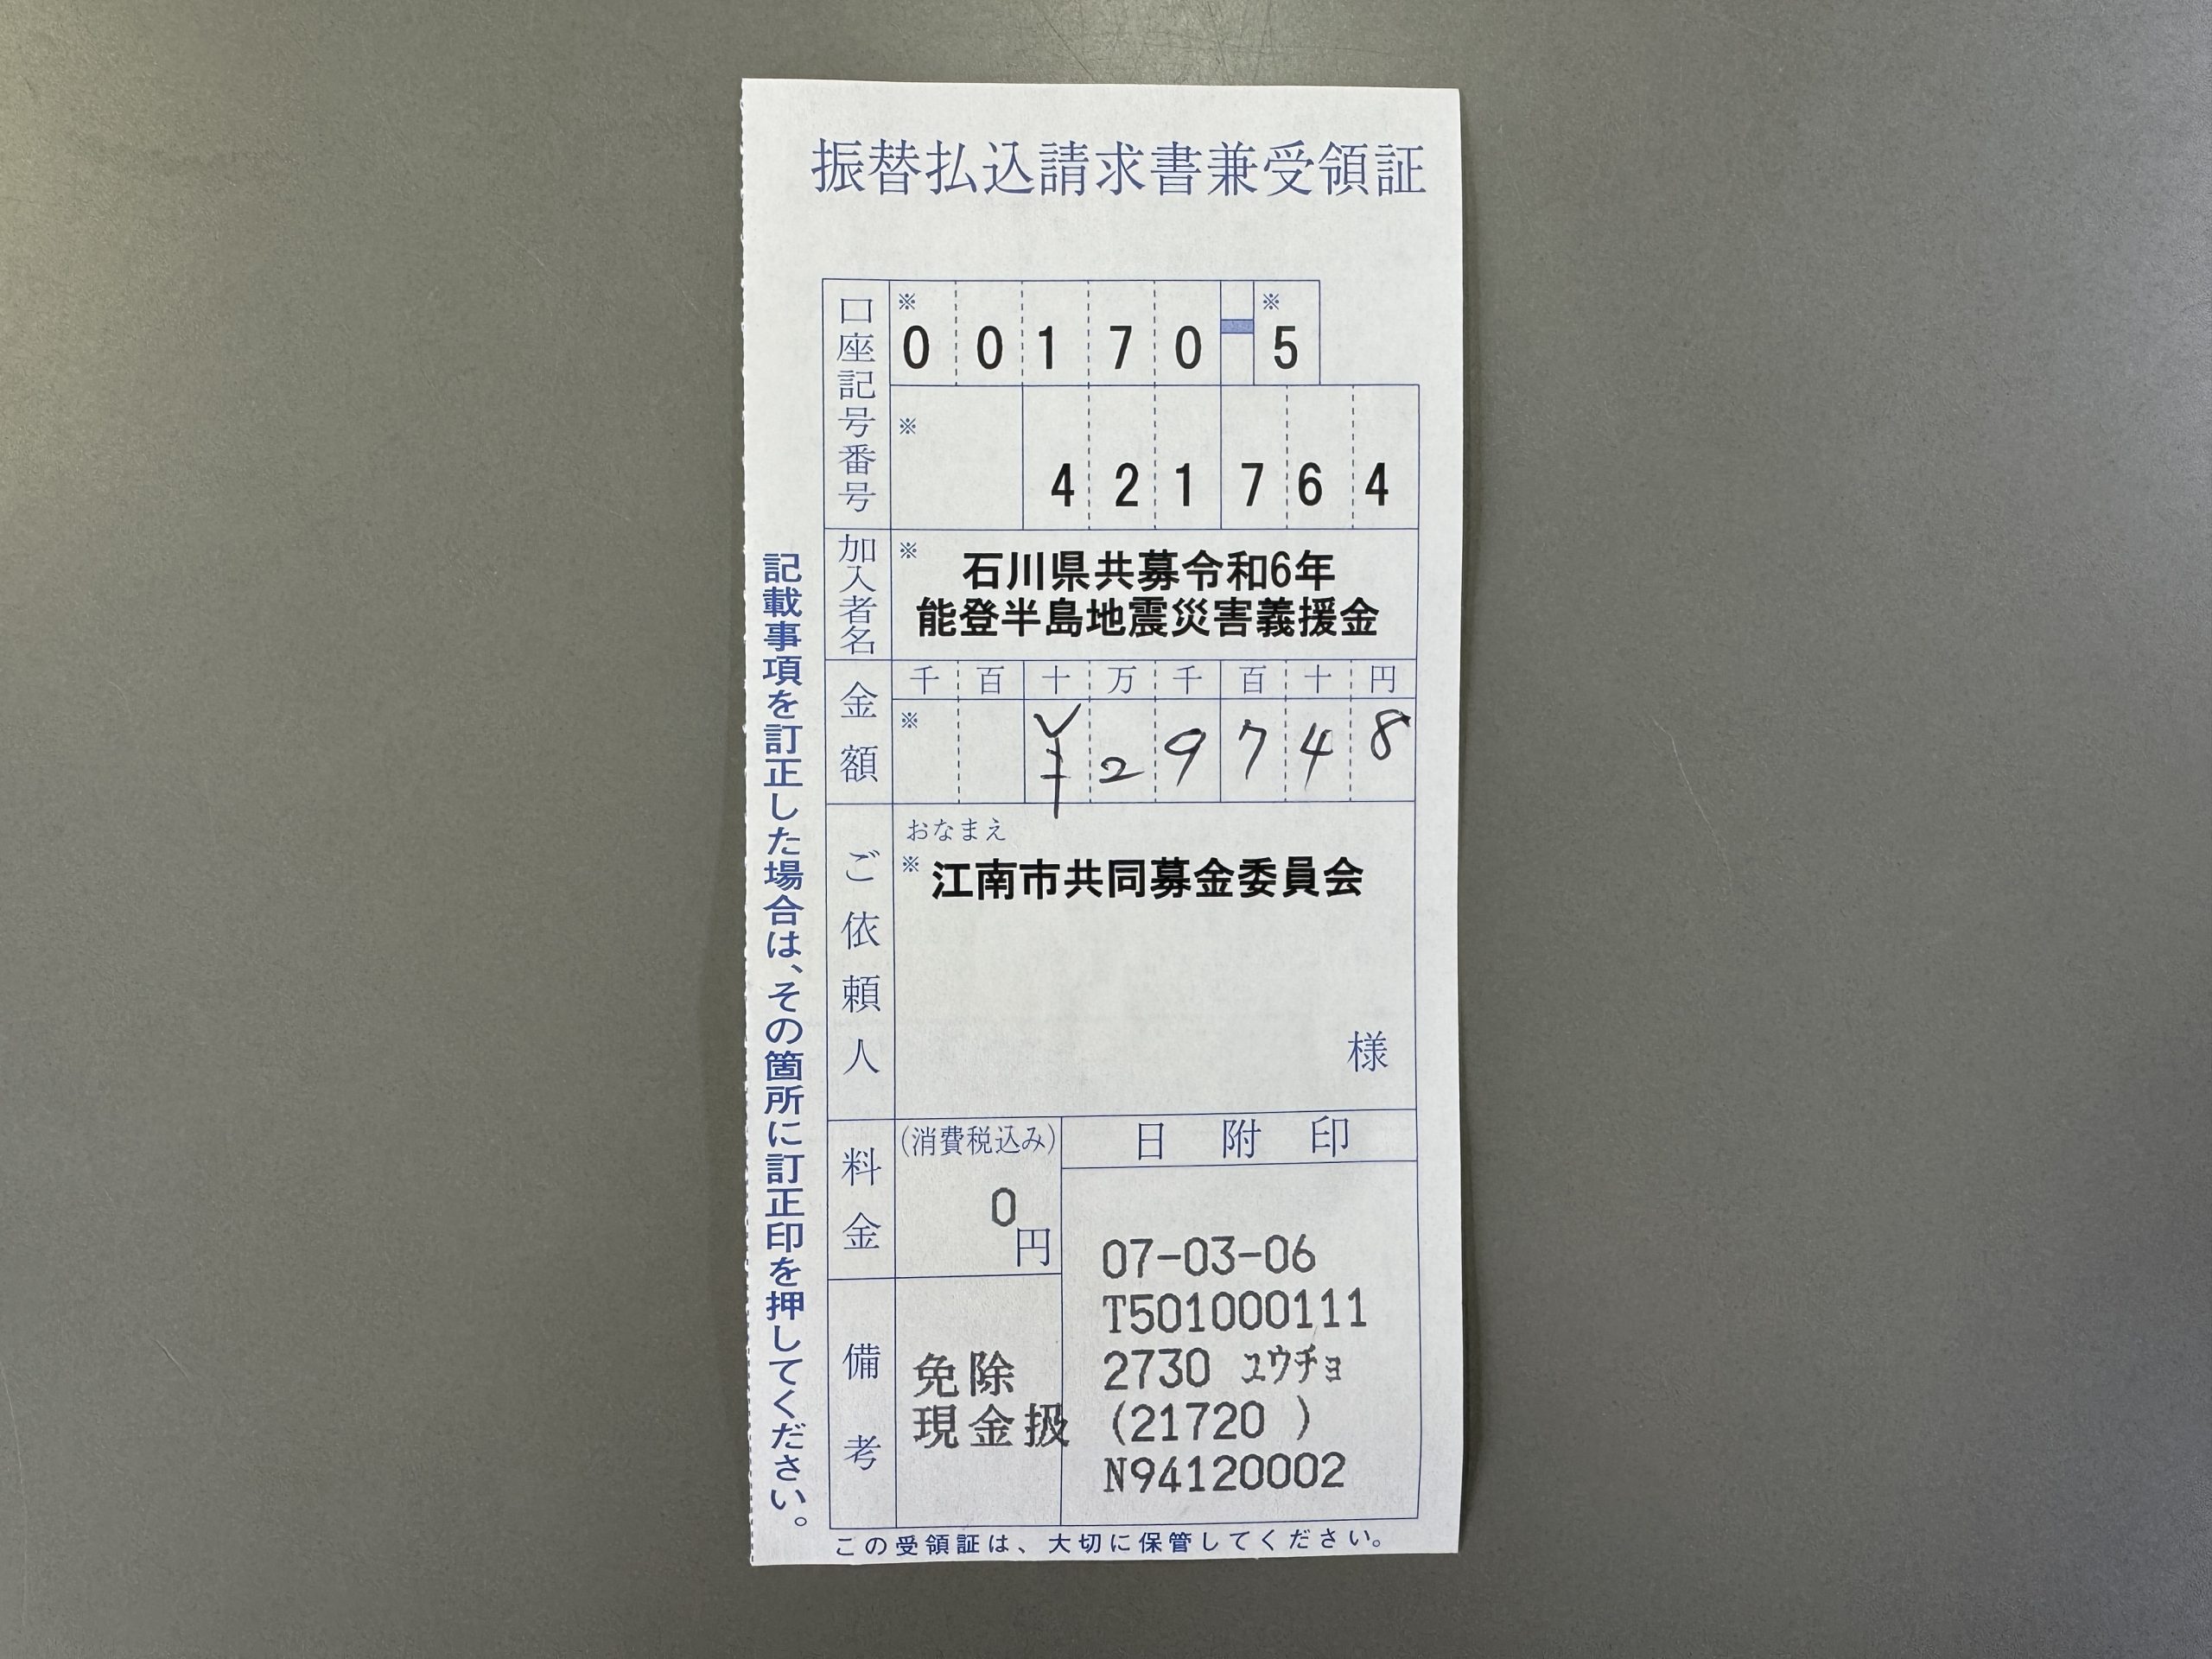 振替払込請求書兼受領証
口座記号番号
※ ※
00170-5
※
421764
加入者名
※
石川県共募令和6年
能登半島地震災害義援金
金額
千百十万千百十円
※
¥29748
ご依頼人
おなまえ
※
江南市共同募金委員会
様
料金
(消費税込み)
0
円
日附印
07-03-06
T501000111
2730 ユウチョ
(21720 )
N94120002
備考
免除
現金扱
記載事項を訂正した場合は、その箇所に訂正印を押してください。
この受領証は、大切に保管してください。